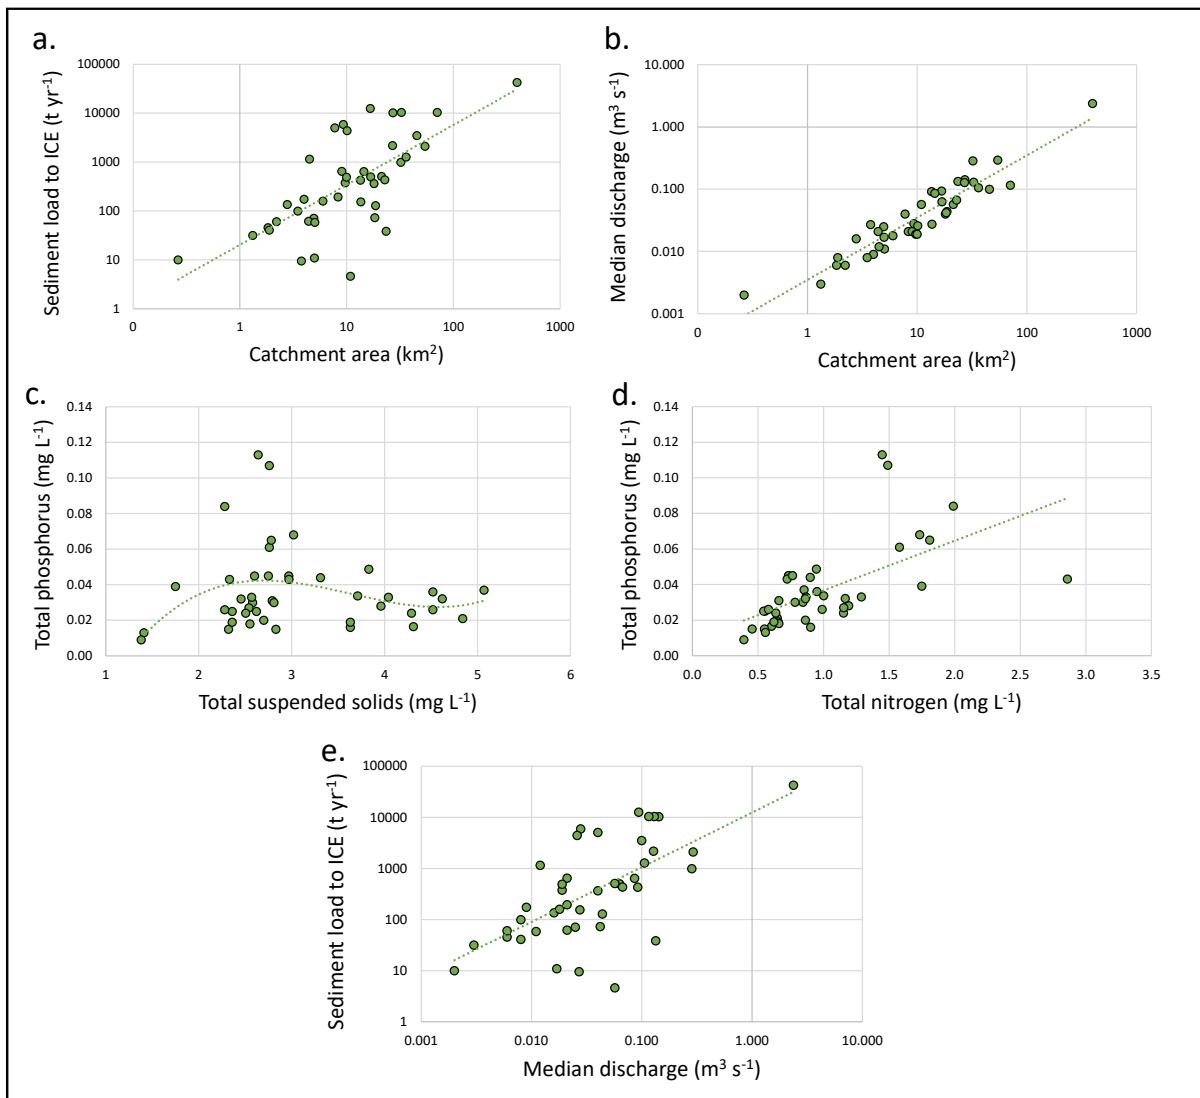 a.
Sediment load to ICE (t yr-1)
100000
10000
1000
100
10
1
0 1 10 100 1000
Catchment area (km2)
b.
Median discharge (m3 s-1)
10.000
1.000
0.100
0.010
0.001
0 1 10 100 1000
Catchment area (km2)
c.
Total phosphorus (mg L-1)
0.14
0.12
0.10
0.08
0.06
0.04
0.02
0.00
1 2 3 4 5 6
Total suspended solids (mg L-1)
d.
Total phosphorus (mg L-1)
0.14
0.12
0.10
0.08
0.06
0.04
0.02
0.00
0.0 0.5 1.0 1.5 2.0 2.5 3.0 3.5
Total nitrogen (mg L-1)
e.
Sediment load to ICE (t yr-1)
100000
10000
1000
100
10
1
0.001 0.010 0.100 1.000 10.000
Median discharge (m3 s-1)